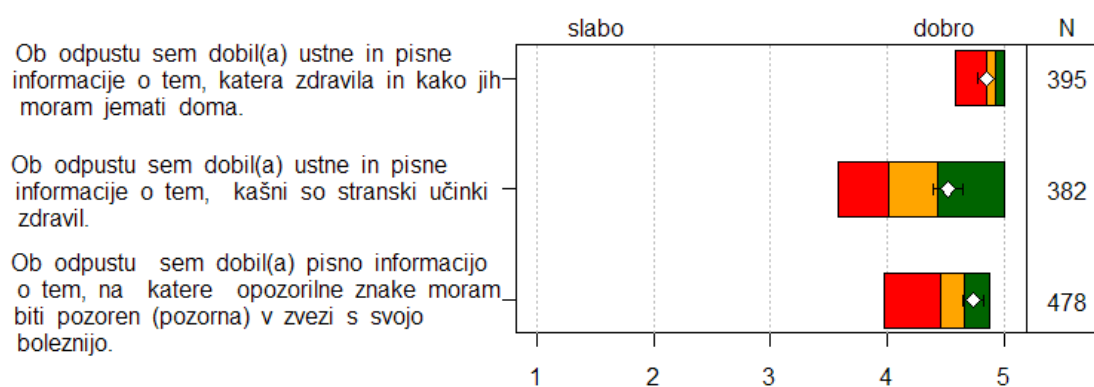 slabo dobro N
Ob odpustu sem dobil(a) ustne in pisne
informacije o tem, katera zdravila in kako jih
moram jemati doma.
395
Ob odpustu sem dobil(a) ustne in pisne
informacije o tem, kašni so stranski učinki
zdravil.
382
Ob odpustu sem dobil(a) pisno informacijo
o tem, na katere opozorilne znake moram
biti pozoren (pozorna) v zvezi s svojo
boleznijo.
478
1 2 3 4 5